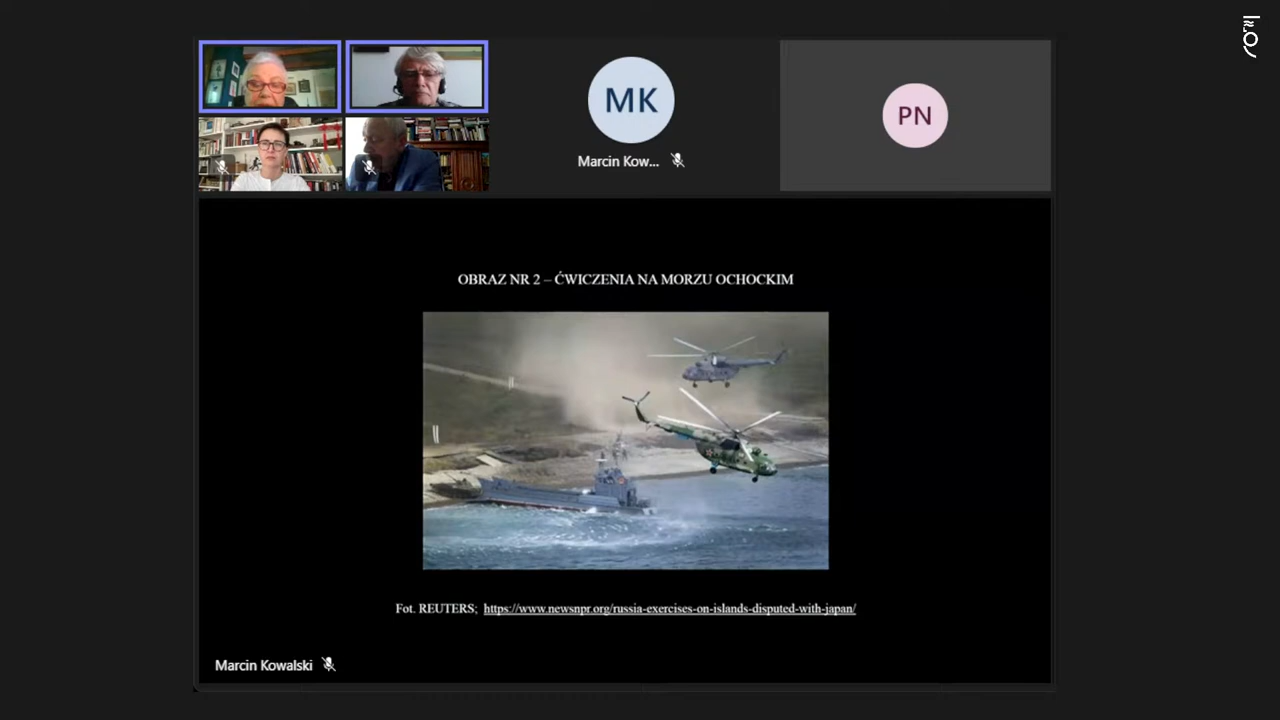 MK
Marcin Kow...
PN
OBRAZ NR 2 – ĆWICZENIA NA MORZU OCHOCKIM
Fot. REUTERS; https://www.newsnpr.org/russia-exercises-on-islands-disputed-with-japan/
Marcin Kowalski